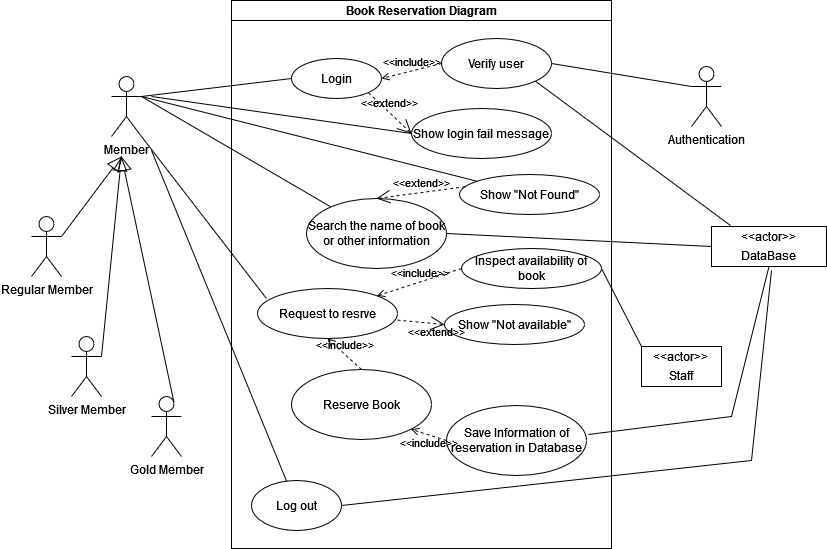 Book Reservation Diagram
Login
<<include>>
Verify user
<<extend>>
Show login fail message
Member
Authentication
<<extend>>
Show "Not Found"
Search the name of book
or other information
<<actor>>
DataBase
Regular Member
<<include>>
Inspect availability of
book
Request to resrve
<<extend>>
Show "Not available"
<<include>>
<<actor>>
Staff
Silver Member
Reserve Book
<<include>>
Save Information of
reservation in Database
Gold Member
Log out